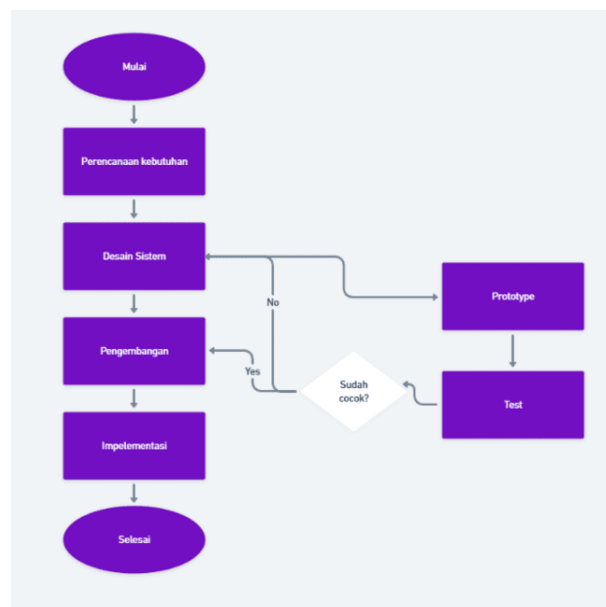 Mulai
Perencanaan kebutuhan
Desain Sistem
Prototype
No
Pengembangan
Yes
Sudah
cocok?
Test
Impelementasi
Selesai